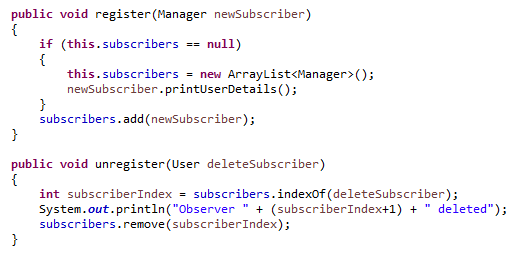 public void register(Manager newSubscriber)
{
    if (this.subscribers == null)
    {
        this.subscribers = new ArrayList<Manager>();
        newSubscriber.printUserDetails();
    }
    subscribers.add(newSubscriber);
}
public void unregister(User deleteSubscriber)
{
    int subscriberIndex = subscribers.indexOf(deleteSubscriber);
    System.out.println("Observer " + (subscriberIndex+1) + " deleted");
    subscribers.remove(subscriberIndex);
}